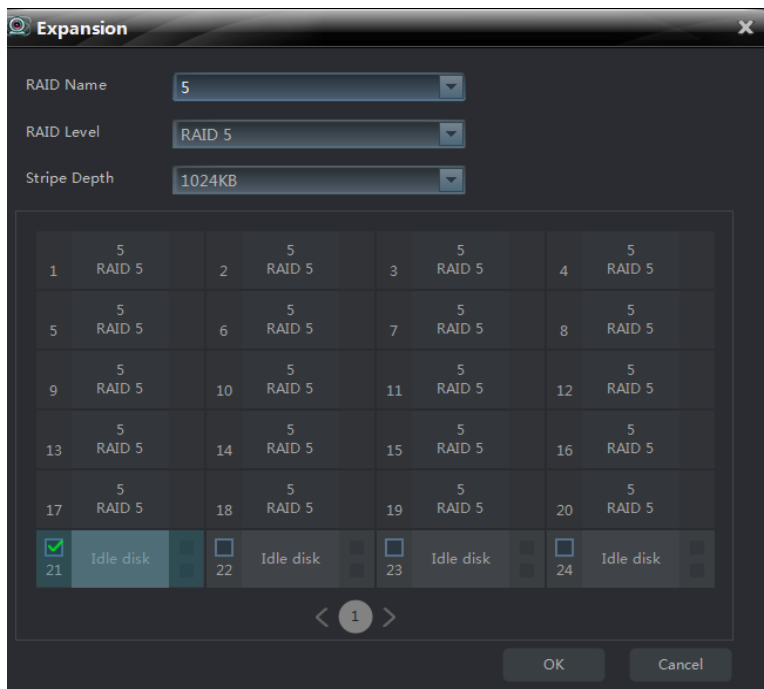 Expansion
RAID Name
5
RAID Level
RAID 5
Stripe Depth
1024KB
1
5
RAID 5
2
5
RAID 5
3
5
RAID 5
4
5
RAID 5
5
5
RAID 5
6
5
RAID 5
7
5
RAID 5
8
5
RAID 5
9
5
RAID 5
10
5
RAID 5
11
5
RAID 5
12
5
RAID 5
13
5
RAID 5
14
5
RAID 5
15
5
RAID 5
16
5
RAID 5
17
5
RAID 5
18
5
RAID 5
19
5
RAID 5
20
5
RAID 5
21
Idle disk
22
Idle disk
23
Idle disk
24
Idle disk
1
OK
Cancel